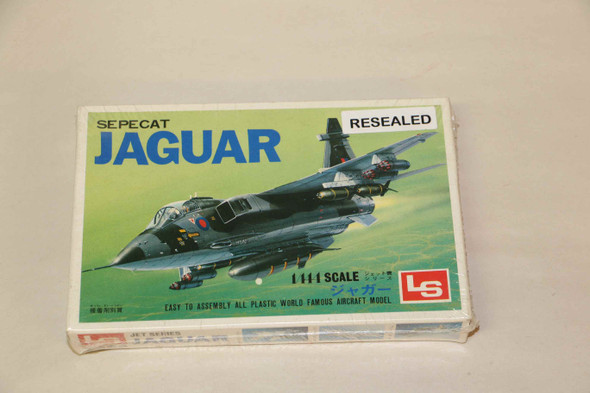 SEPECAT
JAGUAR
RESEALED
1/144 SCALE
ジェット機
シリーズ
ジャガー
LS
EASY TO ASSEMBLY ALL PLASTIC WORLD FAMOUS AIRCRAFT MODEL
LS
JET SERIES
JAGUAR